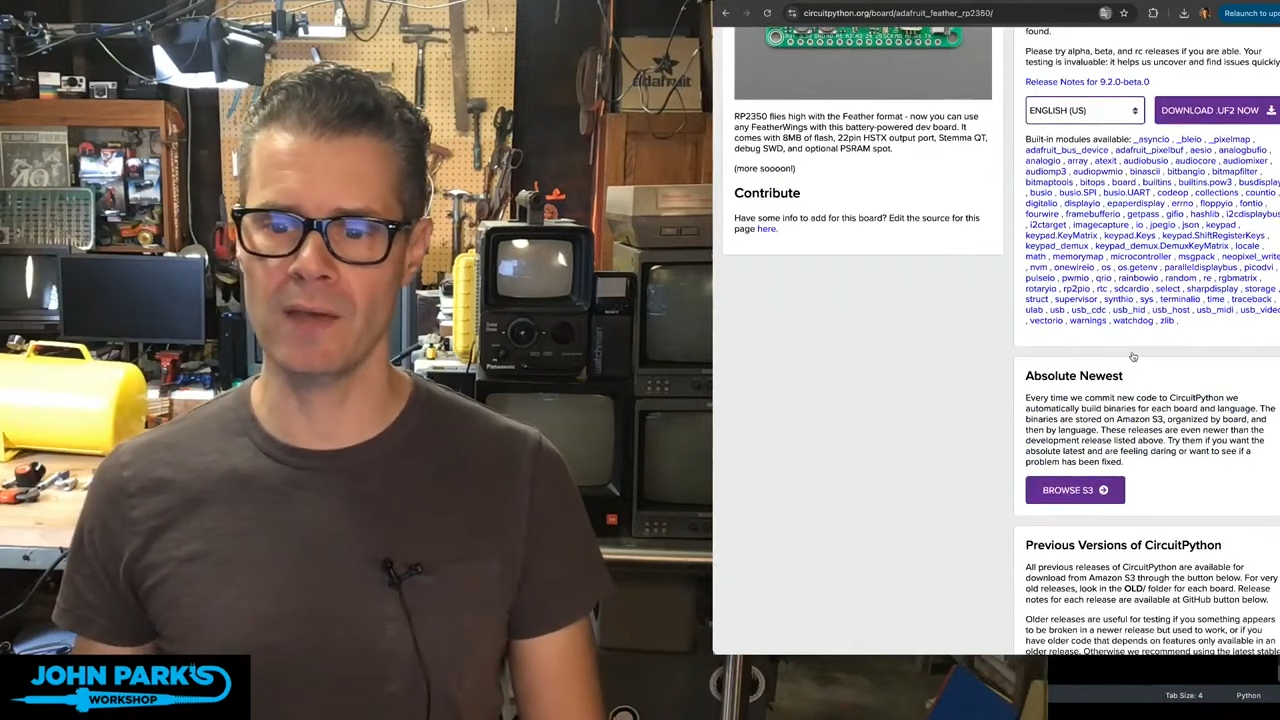 circuitpython.org/board/adafruit_feather_rp2350/
Relaunch to up
adafruit
RP2350 flies high with the Feather format - now you can use
any FeatherWings with this battery-powered dev board. It
comes with 8MB of flash, 22pin HSTX output port, Stemma QT,
debug SWD, and optional PSRAM spot.
(more soooon!)
Contribute
Have some info to add for this board? Edit the source for this
page here.
found.
Please try alpha, beta, and rc releases if you are able. Your
testing is invaluable: it helps us uncover and find issues quickly
Release Notes for 9.2.0-beta.0
ENGLISH (US)
DOWNLOAD .UF2 NOW
Built-in modules available: _asyncio , _bleio , _pixelmap ,
adafruit_bus_device , adafruit_pixelbuf , aesio , analogbufio ,
analogio , array , atexit , audiobusio , audiocore , audiomixer ,
audiomp3 , audiopwmio , binascii , bitbangio , bitmapfilter ,
bitmaptools , bitops , board , builtins , builtins.pow3 , busdisplay
, busio , busio.SPI , busio.UART , codeop , collections , countio ,
digitalio , displayio , epaperdisplay , errno , floppyio , fontio ,
fourwire , framebufferio , getpass , gifio , hashlib , i2cdisplaybus
, i2ctarget , imagecapture , io , jpegio , json , keypad ,
keypad.KeyMatrix , keypad.Keys , keypad.ShiftRegisterKeys ,
keypad_demux , keypad_demux.DemuxKeyMatrix , locale ,
math , memorymap , microcontroller , msgpack , neopixel_write
, nvm , onewireio , os , os.getenv , paralleldisplaybus , picodvi ,
pulseio , pwmio , qrio , rainbowio , random , re , rgbmatrix ,
rotaryio , rp2pio , rtc , sdcardio , select , sharpdisplay , storage ,
struct , supervisor , synthio , sys , terminalio , time , traceback ,
ulab , usb , usb_cdc , usb_hid , usb_host , usb_midi , usb_video
, vectorio , warnings , watchdog , zlib ,
Absolute Newest
Every time we commit new code to CircuitPython we
automatically build binaries for each board and language. The
binaries are stored on Amazon S3, organized by board, and
then by language. These releases are even newer than the
development release listed above. Try them if you want the
absolute latest and are feeling daring or want to see if a
problem has been fixed.
BROWSE S3
Previous Versions of CircuitPython
All previous releases of CircuitPython are available for
download from Amazon S3 through the button below. For very
old releases, look in the OLD/ folder for each board. Release
notes for each release are available at GitHub button below.
Older releases are useful for testing if you something appears
to be broken in a newer release but used to work, or if you
have older code that depends on features only available in an
older release. Otherwise we recommend using the latest stable
Tab Size: 4
Python
Panasonic
watchman
JOHN PARK'S
WORKSHOP